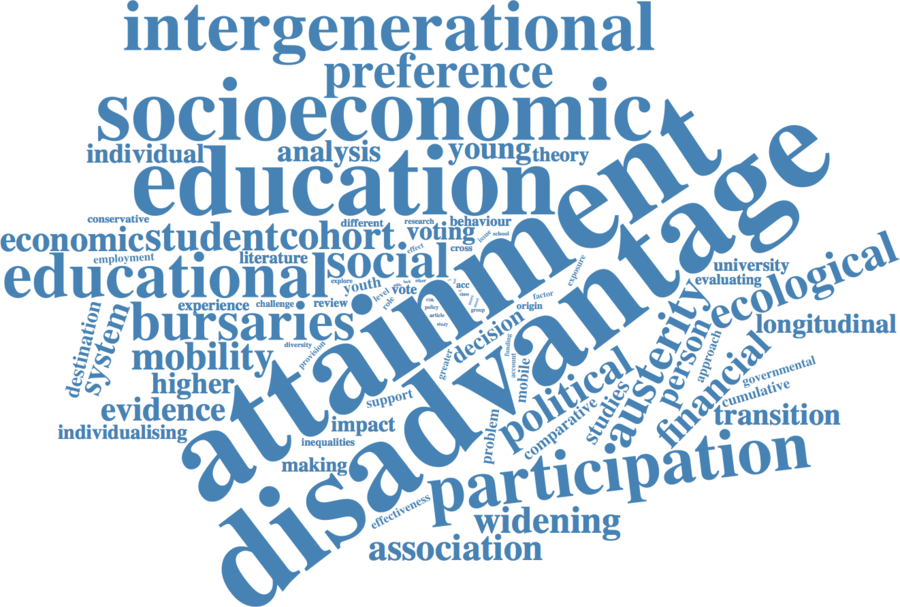 intergenerational
preference
socioeconomic
individual
analysis
young
theory
education
attainment
disadvantage
conservative
different
research
behaviour
issue
school
economic
student
cohort
voting
effect
cross
employment
literature
social
educational
explore
youth
vote
level
role
acc
class
exposure
university
evaluating
ecological
experience
challenge
review
policy
article
study
group
factor
origin
destination
system
bursaries
diversity
provision
decision
funding
account
greater
mobile
austerity
person
approach
longitudinal
mobility
higher
evidence
individualising
support
impact
inequalities
making
political
comparative
problem
studies
financial
governmental
cumulative
transition
participation
effectiveness
widening
association